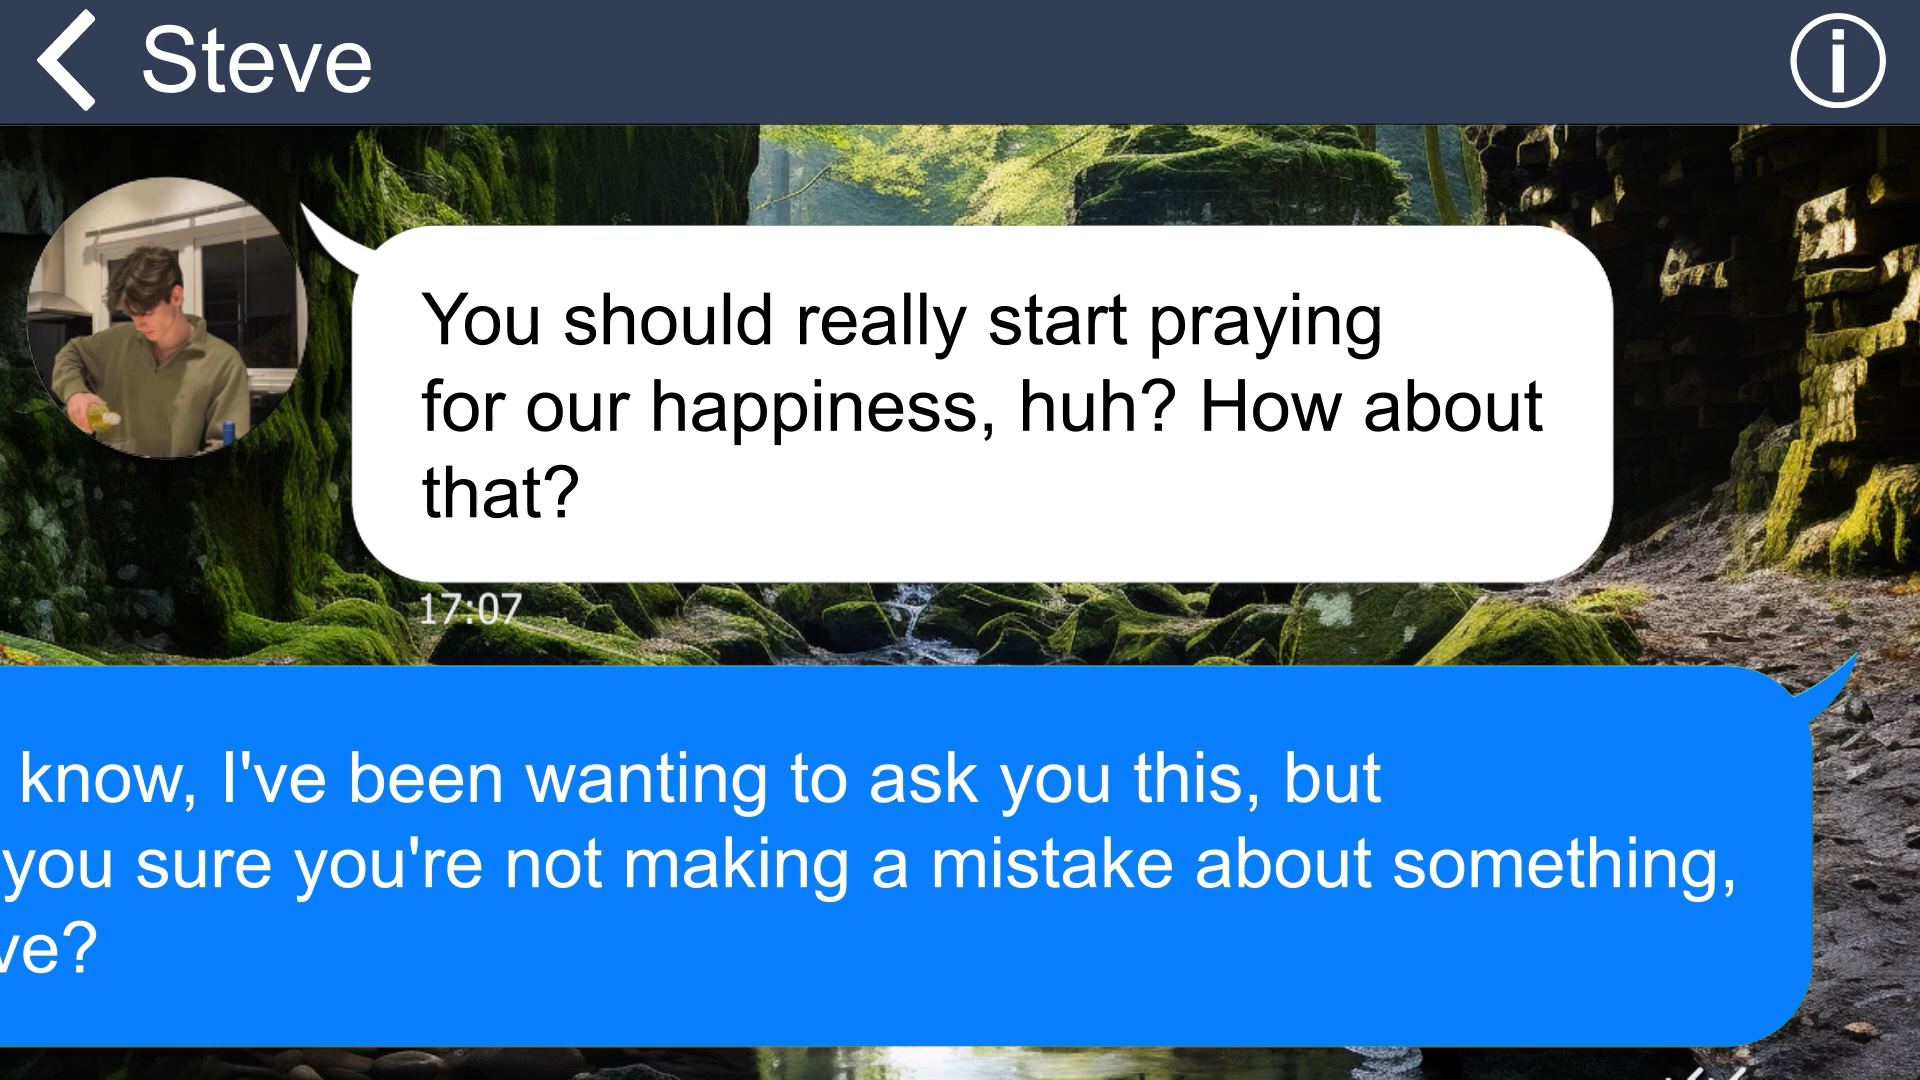 Steve
You should really start praying
for our happiness, huh? How about
that?
17:07
know, I've been wanting to ask you this, but
you sure you're not making a mistake about something,
ve?